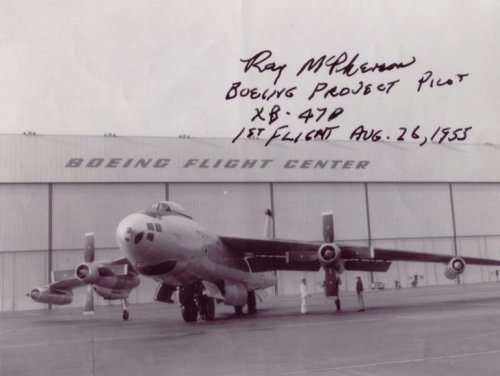 Ray McPherson
Boeing Project Pilot
XB-47D
1st Flight Aug. 26, 1955
BOEING FLIGHT CENTER